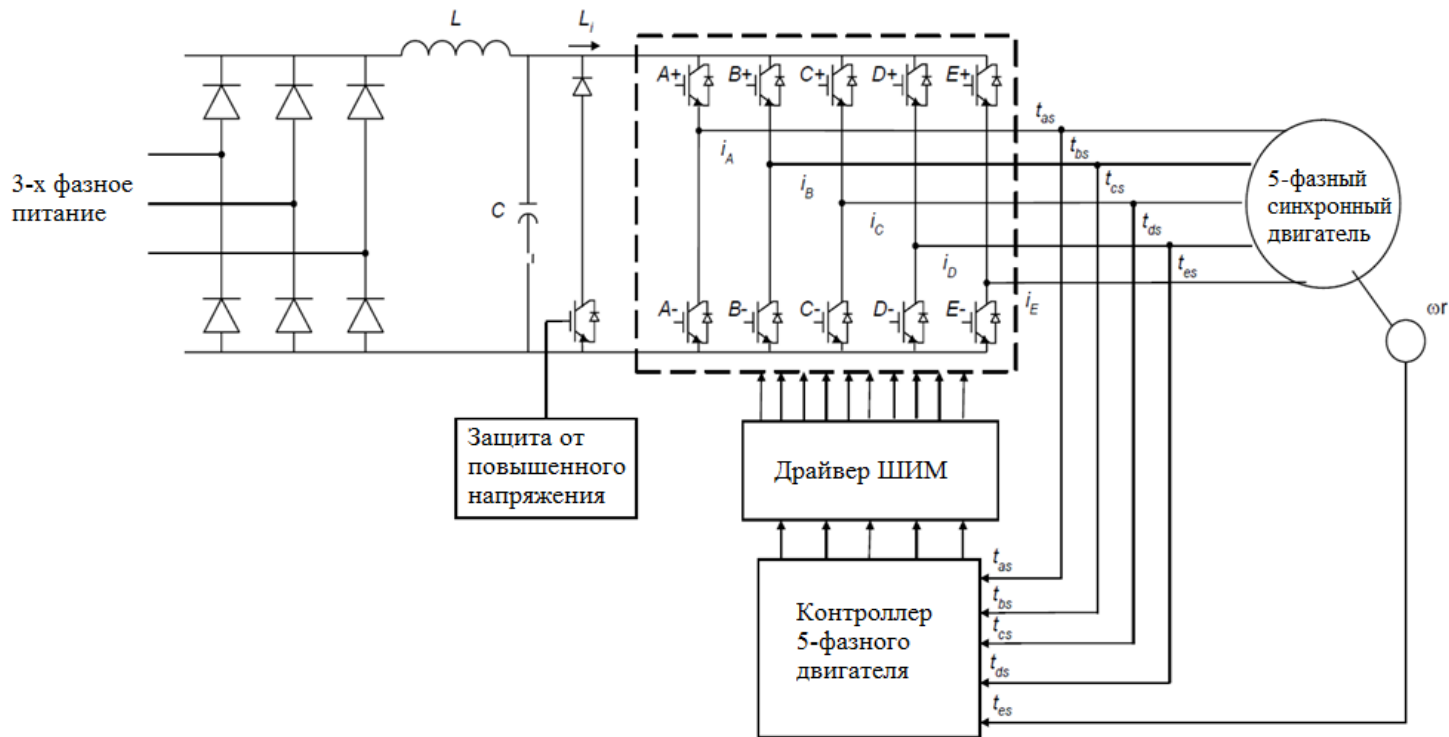 L
L_i
A+
B+
C+
D+
E+
t_as
t_bs
t_cs
t_ds
t_es
i_A
i_B
i_C
i_D
i_E
3-х фазное
питание
C
5-фазный
синхронный
двигатель
ωr
A-
B-
C-
D-
E-
Защита от
повышенного
напряжения
Драйвер ШИМ
Контроллер
5-фазного
двигателя
t_as
t_bs
t_cs
t_ds
t_es